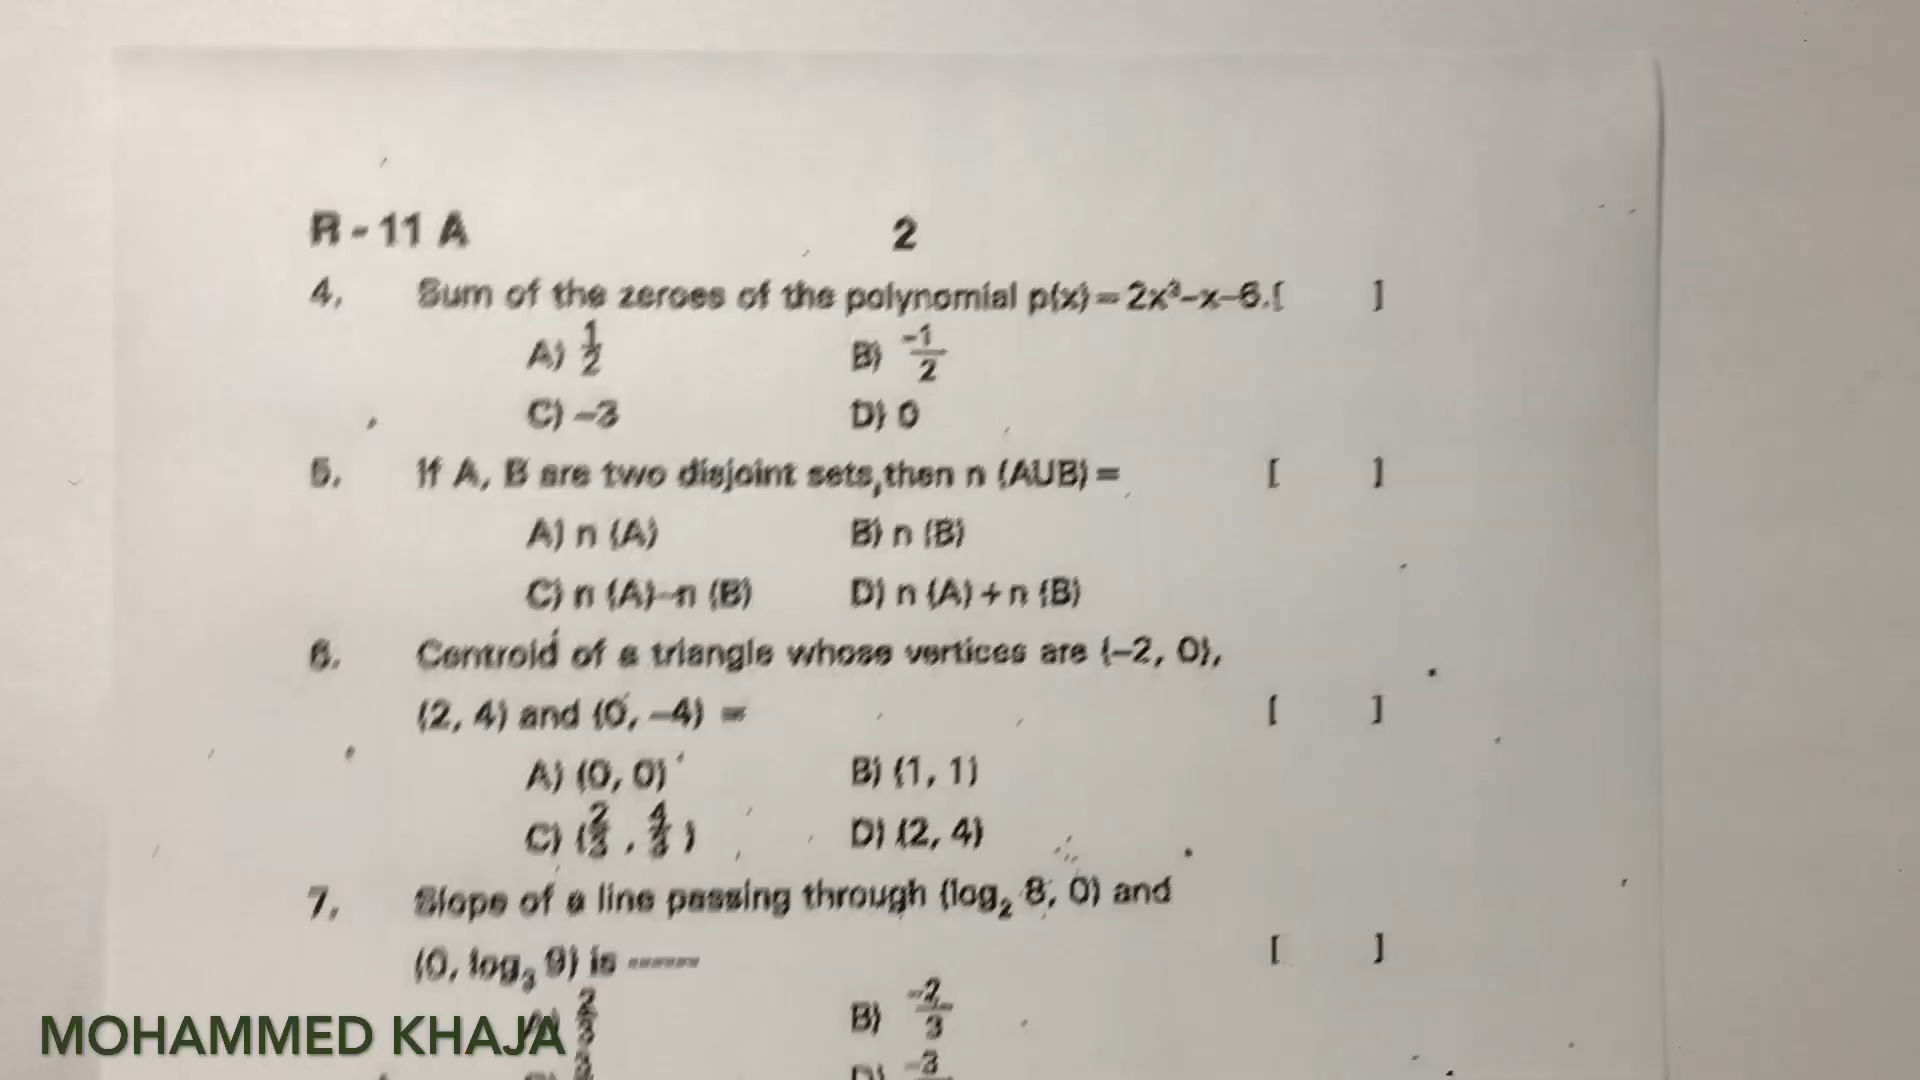 R - 11 A 2
4. Sum of the zeroes of the polynomial p(x) = 2x³–x–6. [ ]
A) 1/2 B) -1/2
C) –3 D) 0
5. If A, B are two disjoint sets, then n (AUB) = [ ]
A) n (A) B) n (B)
C) n (A)–n (B) D) n (A) + n (B)
6. Centroid of a triangle whose vertices are (–2, 0),
(2, 4) and (0, –4) = [ ]
A) (0, 0) B) (1, 1)
C) (2/3, 4/3) D) (2, 4)
7. Slope of a line passing through (log₂ 8, 0) and
(0, log₃ 9) is ------ [ ]
A) 2/3 B) -2/3
MOHAMMED KHAJA